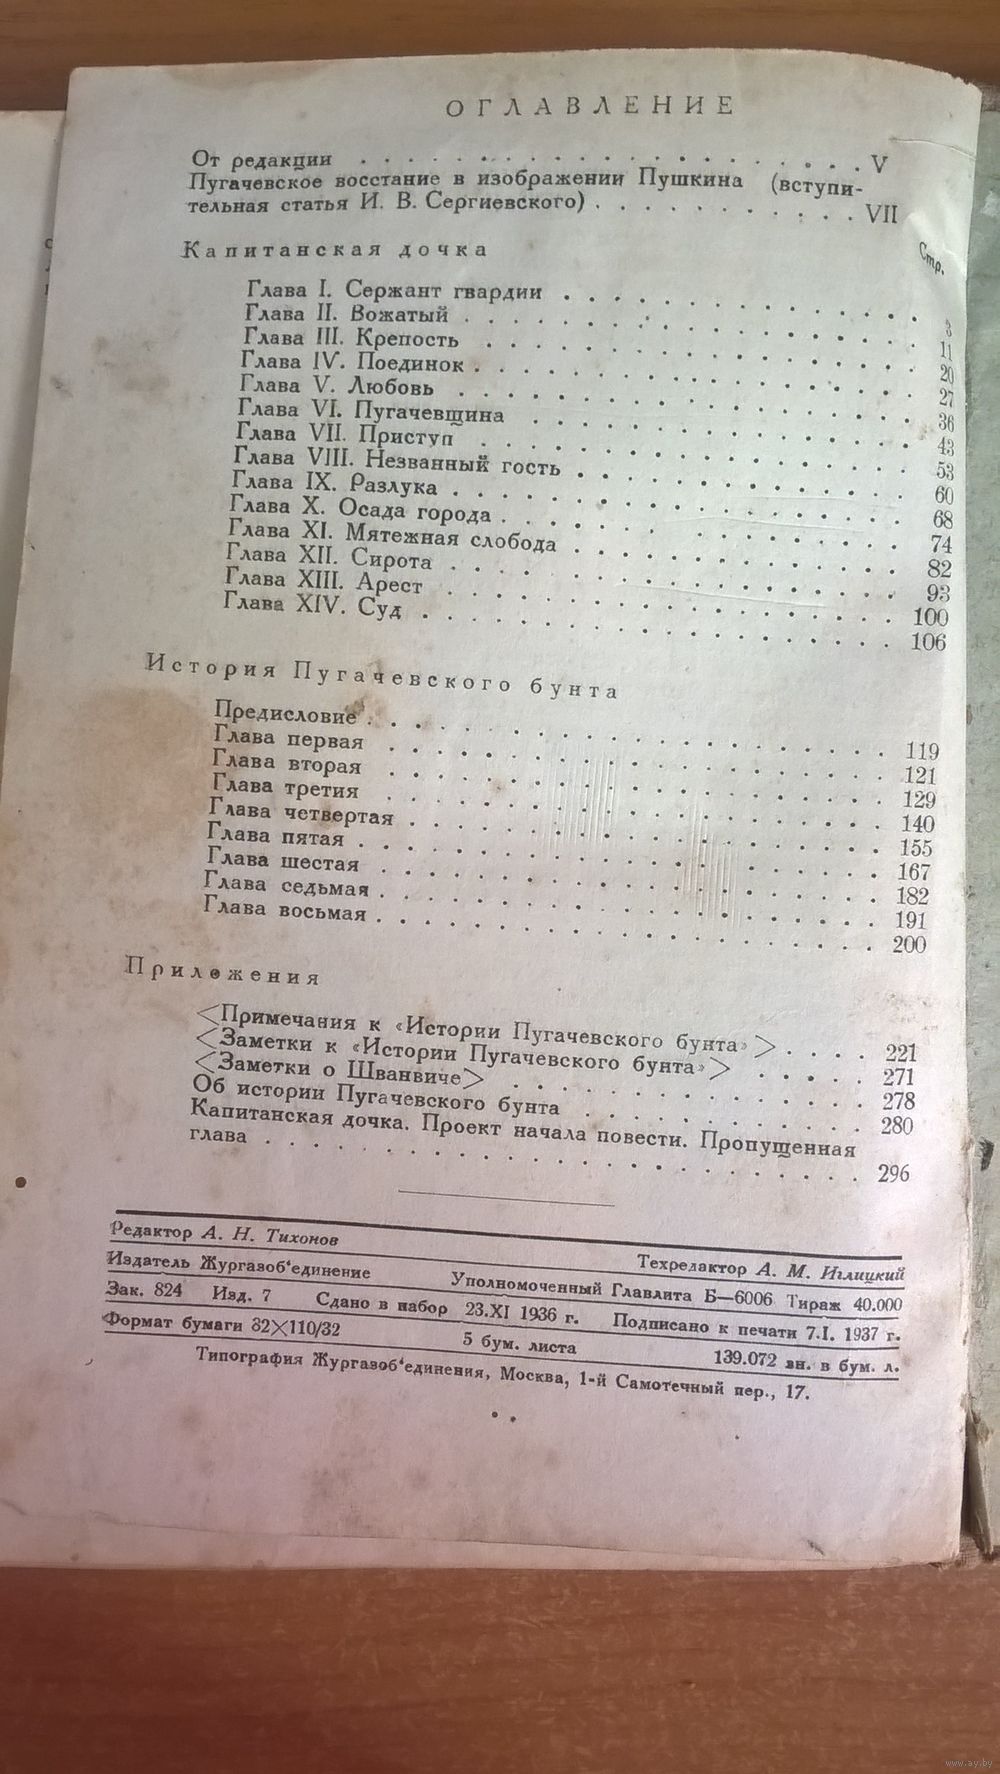 ОГЛАВЛЕНИЕ
От редакции . . . . . . . . . . . . . . . . . . . . V
Пугачевское восстание в изображении Пушкина (вступи-
тельная статья И. В. Сергиевского) . . . . . . . . . . . VII
Стр.
Капитанская дочка
Глава I. Сержант гвардии . . . . . . . . . . . . . . . 3
Глава II. Вожатый . . . . . . . . . . . . . . . . . . 11
Глава III. Крепость . . . . . . . . . . . . . . . . . 20
Глава IV. Поединок . . . . . . . . . . . . . . . . . 27
Глава V. Любовь . . . . . . . . . . . . . . . . . . 36
Глава VI. Пугачевщина . . . . . . . . . . . . . . . 43
Глава VII. Приступ . . . . . . . . . . . . . . . . . 53
Глава VIII. Незванный гость . . . . . . . . . . . . . 60
Глава IX. Разлука . . . . . . . . . . . . . . . . . . 68
Глава X. Осада города . . . . . . . . . . . . . . . . 74
Глава XI. Мятежная слобода . . . . . . . . . . . . . 82
Глава XII. Сирота . . . . . . . . . . . . . . . . . . 93
Глава XIII. Арест . . . . . . . . . . . . . . . . . . 100
Глава XIV. Суд . . . . . . . . . . . . . . . . . . . 106
История Пугачевского бунта
Предисловие . . . . . . . . . . . . . . . . . . . . . 119
Глава первая . . . . . . . . . . . . . . . . . . . . 121
Глава вторая . . . . . . . . . . . . . . . . . . . . 129
Глава третия . . . . . . . . . . . . . . . . . . . . 140
Глава четвертая . . . . . . . . . . . . . . . . . . . 155
Глава пятая . . . . . . . . . . . . . . . . . . . . . 167
Глава шестая . . . . . . . . . . . . . . . . . . . . 182
Глава седьмая . . . . . . . . . . . . . . . . . . . . 191
Глава восьмая . . . . . . . . . . . . . . . . . . . . 200
Приложения
<Примечания к «Истории Пугачевского бунта»> . . . . 221
<Заметки к «Истории Пугачевского бунта»> . . . . . 271
<Заметки о Шванвиче> . . . . . . . . . . . . . . 278
Об истории Пугачевского бунта . . . . . . . . . . . 280
Капитанская дочка. Проект начала повести. Пропущенная
глава . . . . . . . . . . . . . . . . . . . . . . . . 296
Редактор А. Н. Тихонов Техредактор А. М. Иглицкий
Издатель Жургазоб‘единение Уполномоченный Главлита Б—6006 Тираж 40.000
Зак. 824 Изд. 7 Сдано в набор 23.XI 1936 г. Подписано к печати 7.I. 1937 г.
Формат бумаги 82×110/32 5 бум. листа 139.072 зн. в бум. л.
Типография Жургазоб‘единения, Москва, 1-й Самотечный пер., 17.
www.ay.by